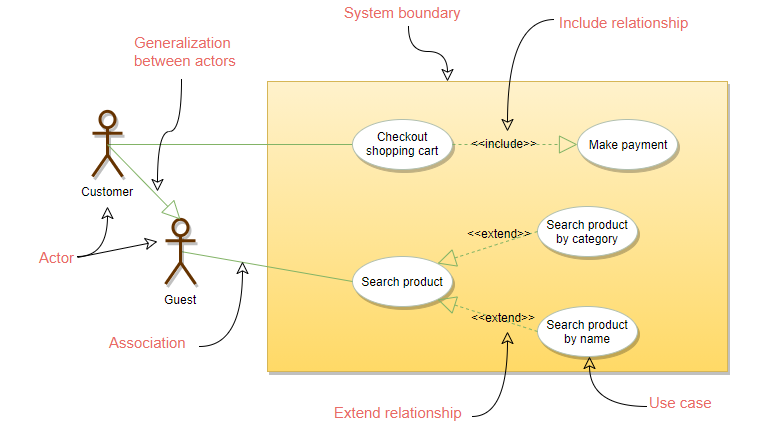 System boundary
Include relationship
Generalization
between actors
Checkout
shopping cart
<<include>>
Make payment
Customer
Search product
by category
<<extend>>
Actor
Search product
Guest
<<extend>>
Search product
by name
Association
Extend relationship
Use case